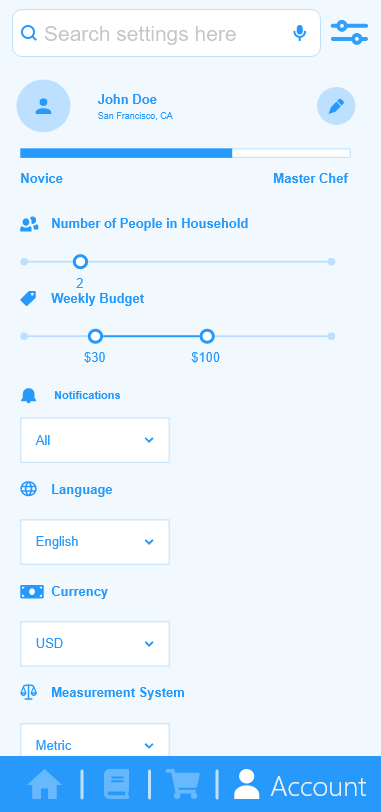 Search settings here
John Doe
San Francisco, CA
Novice
Master Chef
Number of People in Household
2
Weekly Budget
$30
$100
Notifications
All
Language
English
Currency
USD
Measurement System
Metric
Account